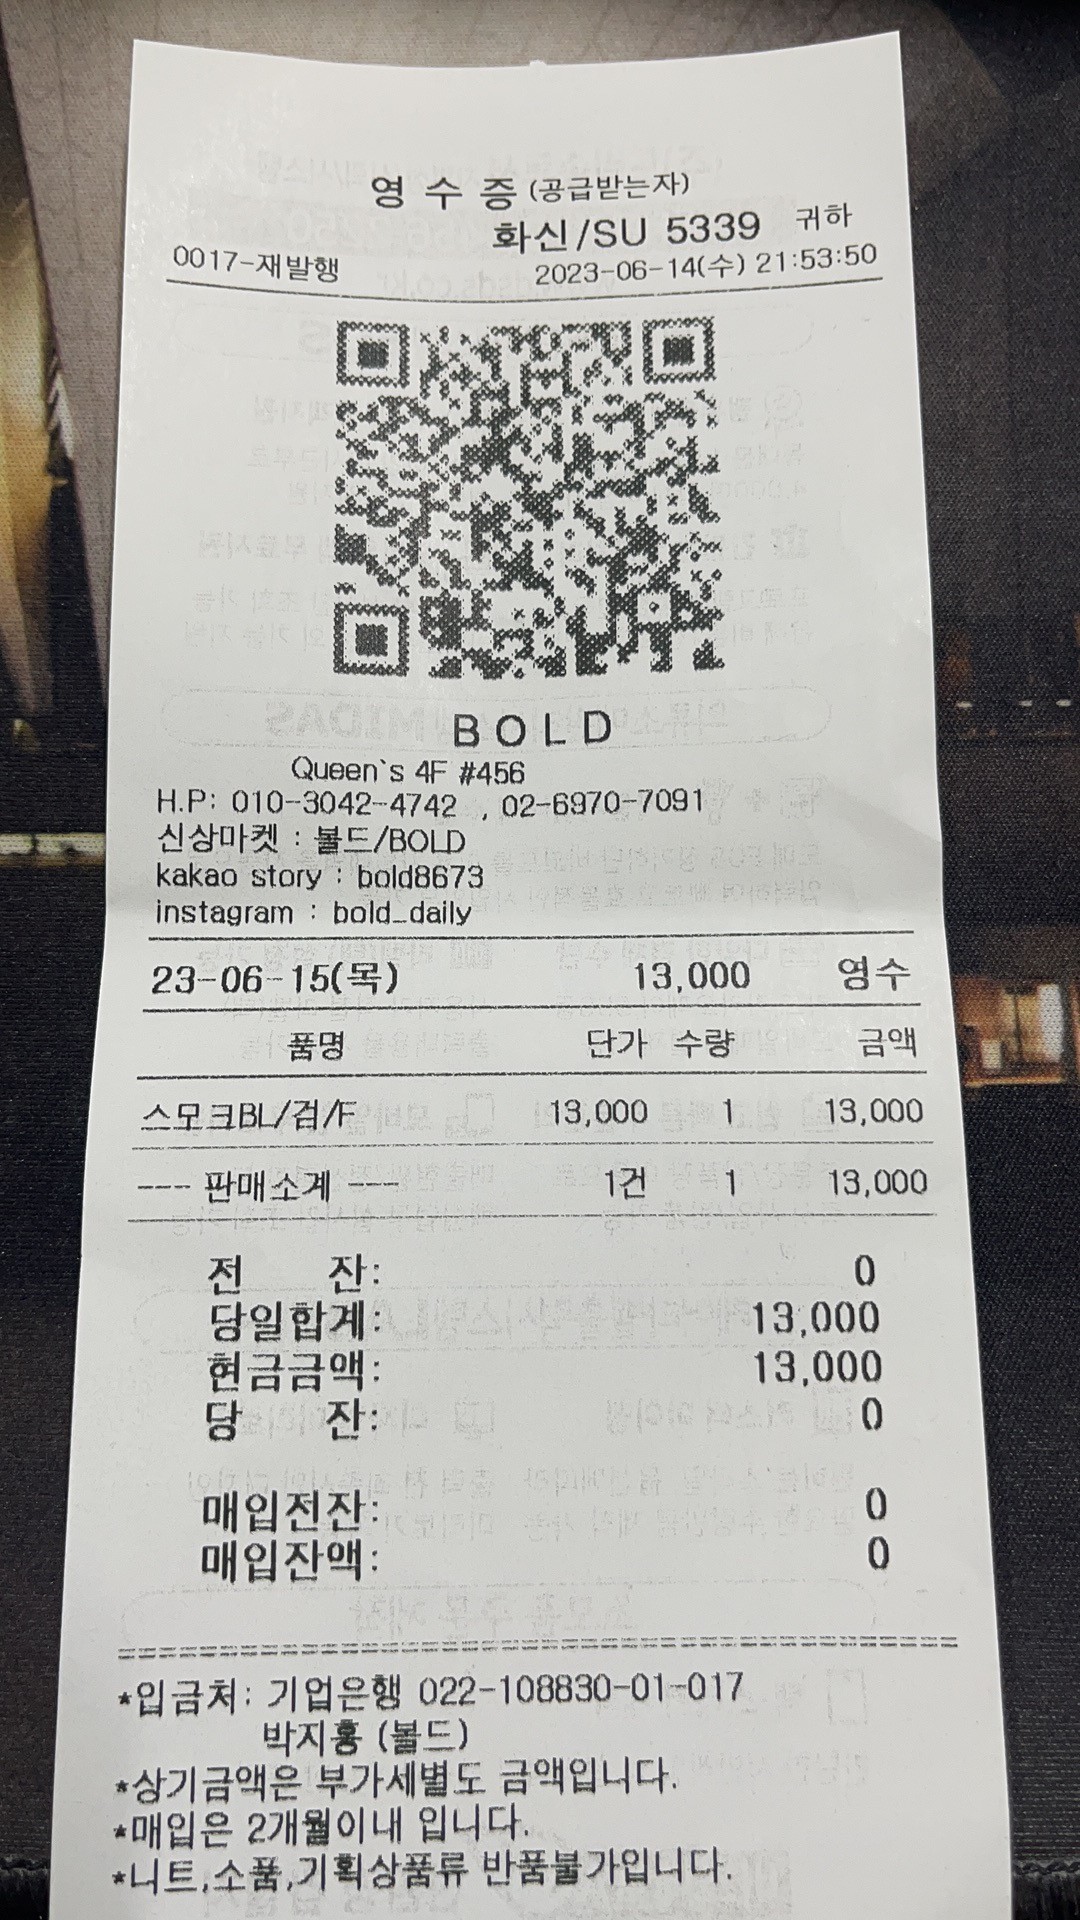 영 수 증 (공급받는자)
화신/SU 5339 귀하
0017-재발행 2023-06-14(수) 21:53:50
BOLD
Queen`s 4F #456
H.P: 010-3042-4742 , 02-6970-7091
신상마켓 : 볼드/BOLD
kakao story : bold8673
instagram : bold_daily
23-06-15(목) 13,000 영수
품명 단가 수량 금액
스모크BL/검/F 13,000 1 13,000
--- 판매소계 --- 1건 1 13,000
전 잔: 0
당일합계: 13,000
현금금액: 13,000
당 잔: 0
매입전잔: 0
매입잔액: 0
*입금처: 기업은행 022-108830-01-017
박지홍 (볼드)
*상기금액은 부가세별도 금액입니다.
*매입은 2개월이내 입니다.
*니트,소품,기획상품류 반품불가입니다.